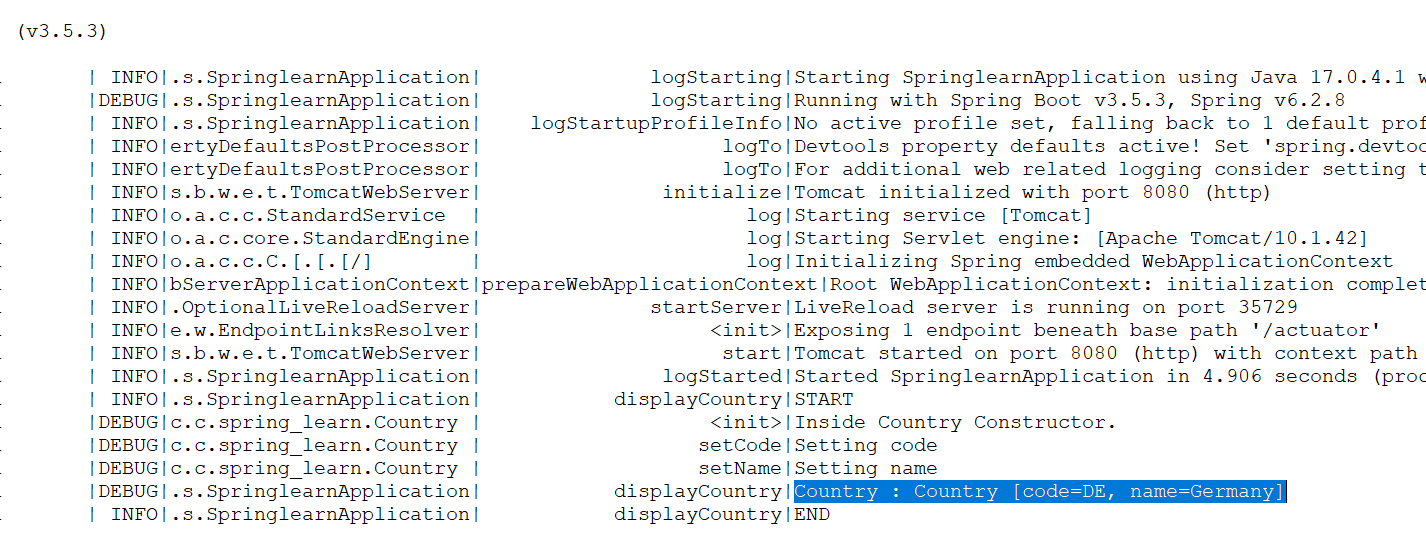 (v3.5.3)
| INFO|.s.SpringlearnApplication| logStarting|Starting SpringlearnApplication using Java 17.0.4.1
|DEBUG|.s.SpringlearnApplication| logStarting|Running with Spring Boot v3.5.3, Spring v6.2.8
| INFO|.s.SpringlearnApplication| logStartupProfileInfo|No active profile set, falling back to 1 default
| INFO|ertyDefaultsPostProcessor| logTo|Devtools property defaults active! Set
| INFO|ertyDefaultsPostProcessor| logTo|For additional web related logging consider setting
| INFO|s.b.w.e.t.TomcatWebServer| initialize|Tomcat initialized with port 8080 (http)
| INFO|o.a.c.c.StandardService | log|Starting service [Tomcat]
| INFO|o.a.c.core.StandardEngine| log|Starting Servlet engine: [Apache Tomcat/10.1.42]
| INFO|o.a.c.c.C.[.[.[/] | log|Initializing Spring embedded WebApplicationContext
| INFO|bServerApplicationContext|prepareWebApplicationContext|Root WebApplicationContext: initialization
| INFO|.OptionalLiveReloadServer| startServer|LiveReload server is running on port 35729
| INFO|e.w.EndpointLinksResolver| <init>|Exposing 1 endpoint beneath base path '/actuator'
| INFO|s.b.w.e.t.TomcatWebServer| start|Tomcat started on port 8080 (http) with context path
| INFO|.s.SpringlearnApplication| logStarted|Started SpringlearnApplication in 4.906 seconds
| INFO|.s.SpringlearnApplication| displayCountry|START
|DEBUG|c.c.spring_learn.Country | <init>|Inside Country Constructor.
|DEBUG|c.c.spring_learn.Country | setCode|Setting code
|DEBUG|c.c.spring_learn.Country | setName|Setting name
|DEBUG|.s.SpringlearnApplication| displayCountry|Country : Country [code=DE, name=Germany]
| INFO|.s.SpringlearnApplication| displayCountry|END